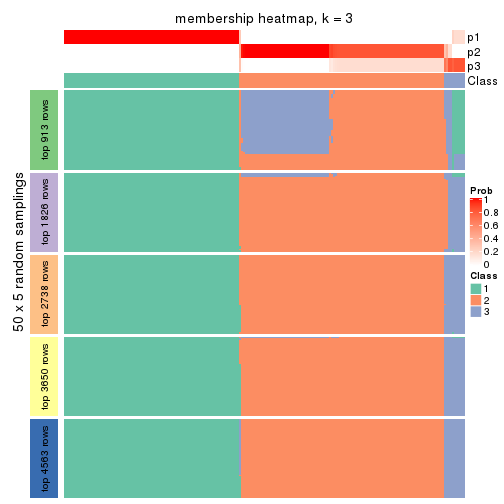 membership heatmap, k = 3
p1
p2
p3
Class
50 x 5 random samplings
top 913 rows
top 1826 rows
top 2738 rows
top 3650 rows
top 4563 rows
Prob
1
0.8
0.6
0.4
0.2
0
Class
1
2
3